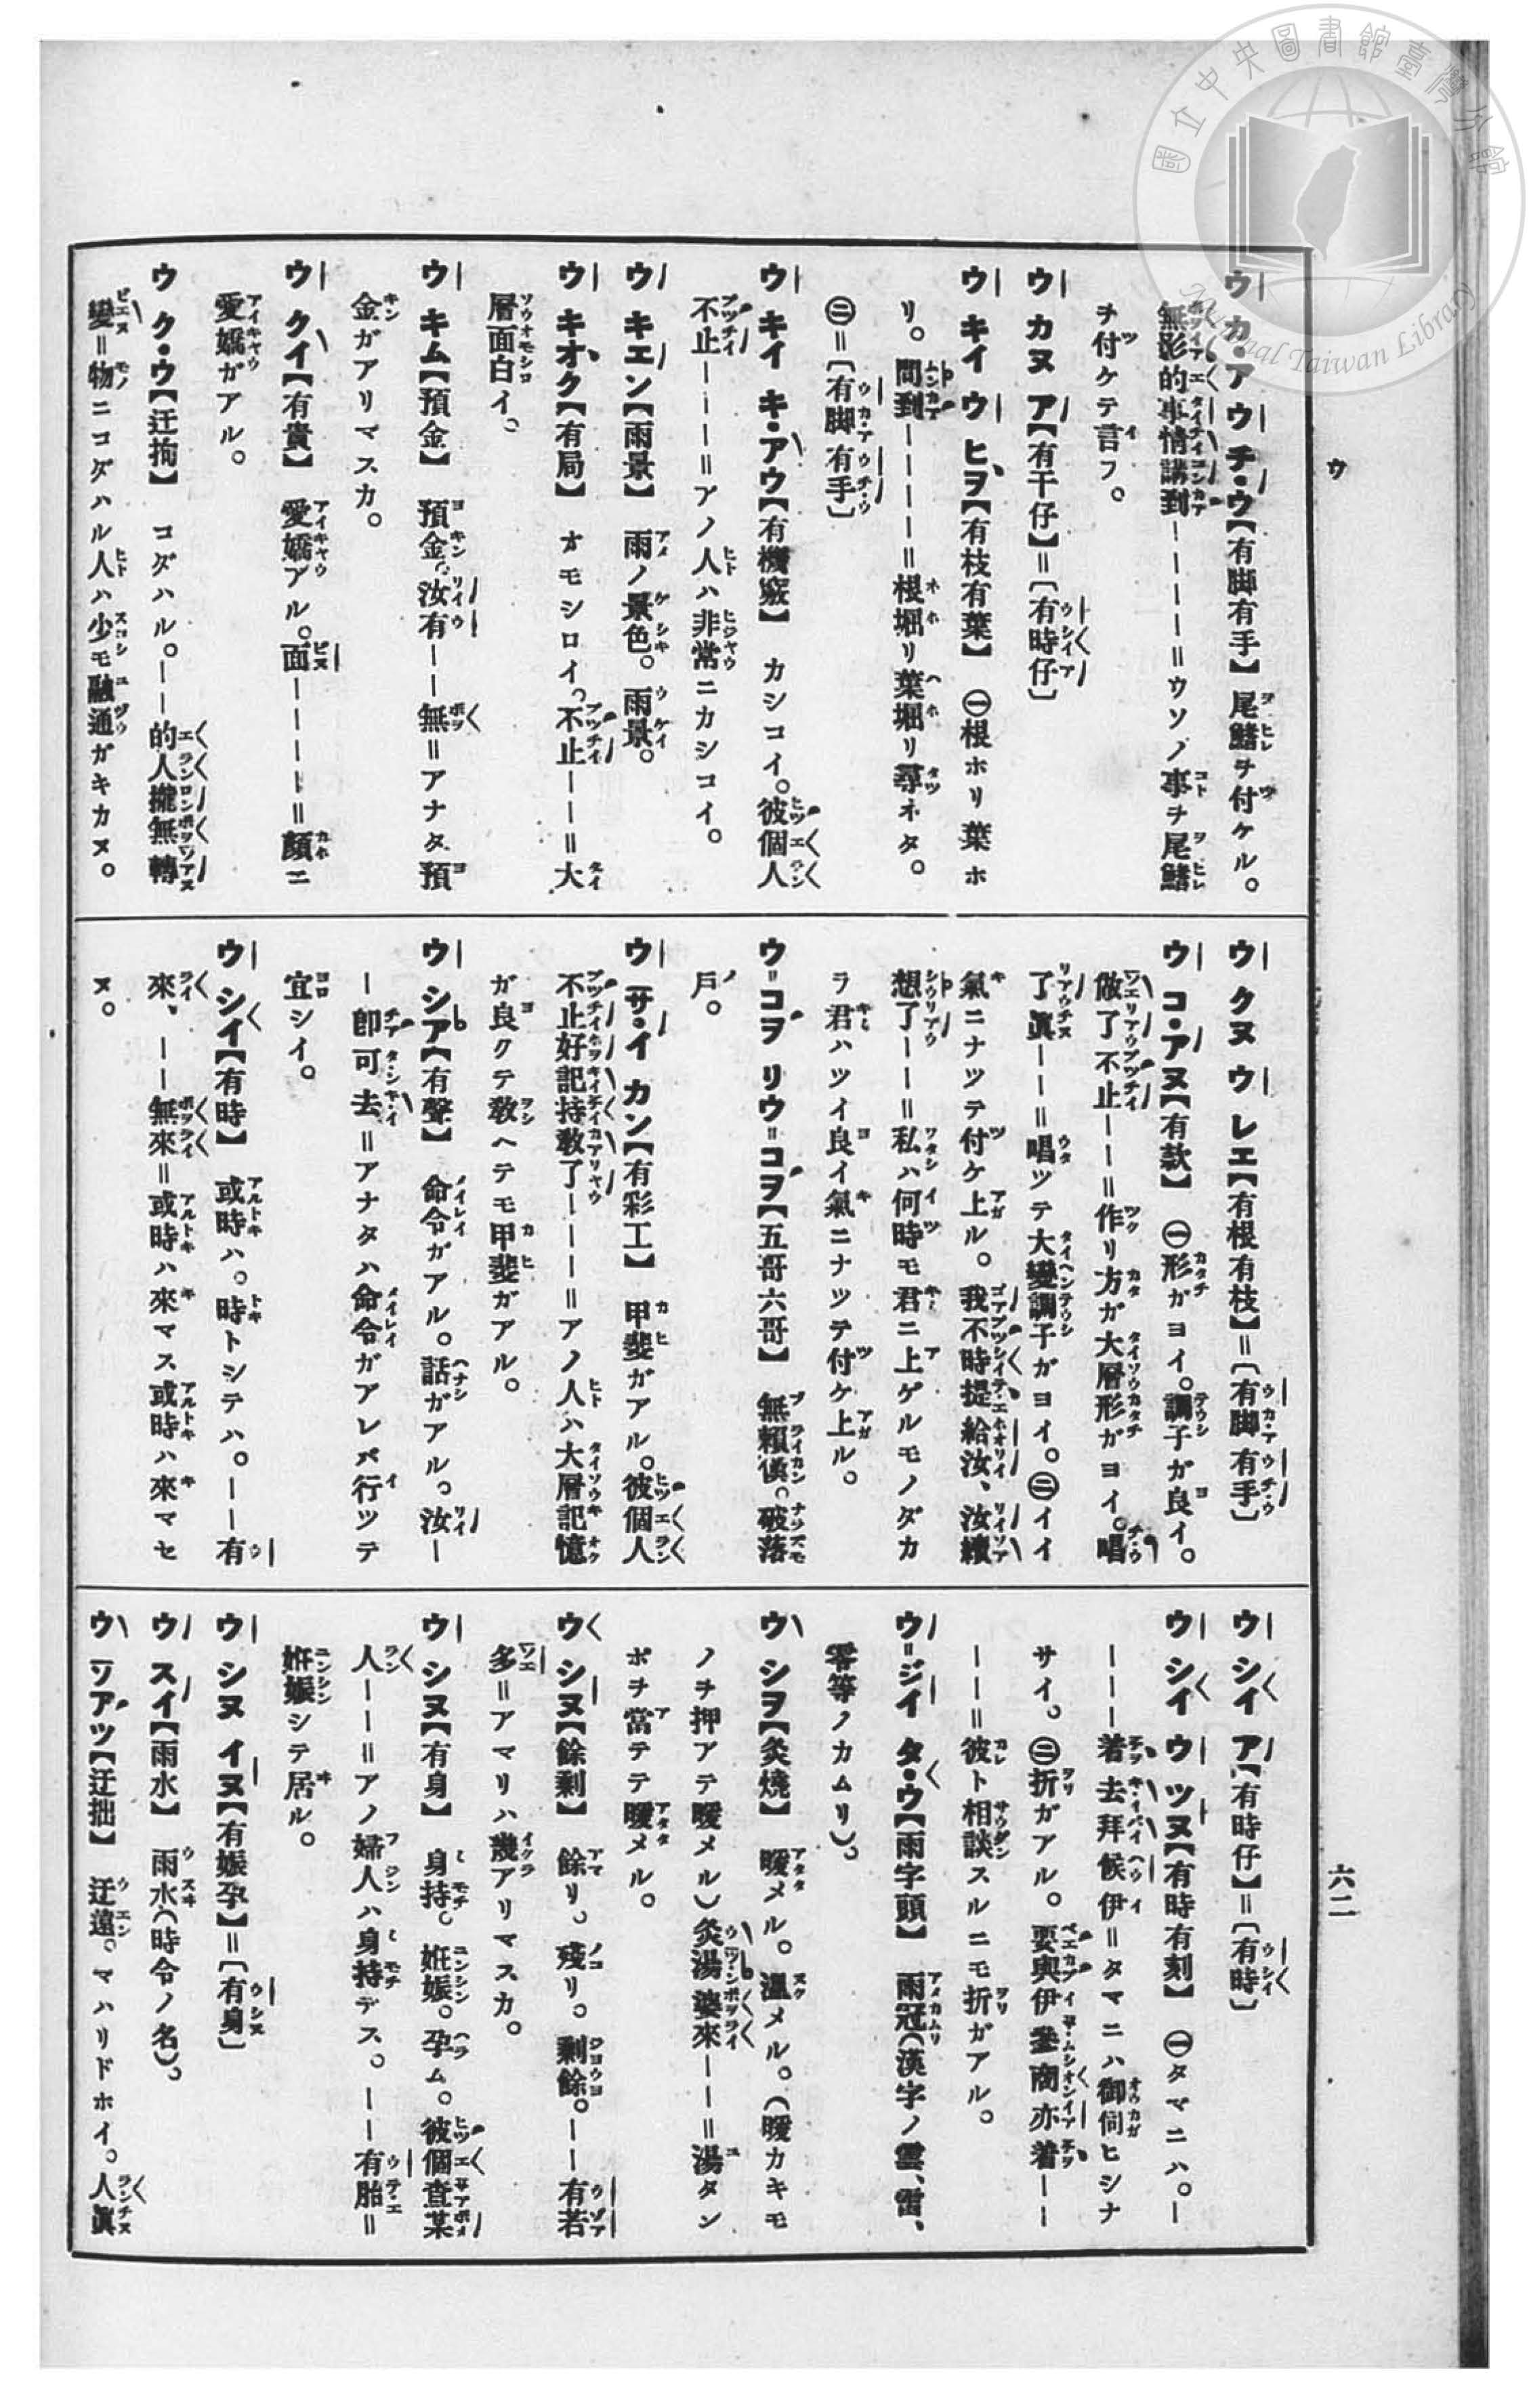 ウ
六二
ウ カ・ア ウ チ・ウ【有脚有手】 尾鰭ヲ付ケル。
無影的事情講到ーーーー＝ウソノ事ヲ尾鰭
ヲ付ケテ言フ。
ウ カヌ ア【有干仔】＝〔有時仔〕
ウ キイ ウ ヒヲ【有枝有葉】 ㊀根ホリ葉ホ
リ。問到ーーーー＝根堀リ葉堀リ尋ネタ。
㊁＝〔有脚有手〕
ウ キイ キ・アウ【有機竅】 カシコイ。彼個人
不止ーーー＝アノ人ハ非常ニカシコイ。
ウ キエン【雨景】 雨ノ景色。雨景。
ウ キオク【有局】 オモシロイ。不止ーー＝大
層面白イ。
ウ キム【預金】 預金。汝有ーー無＝アナタ預
金ガアリマスカ。
ウ クイ【有貴】 愛嬌アル。面ーーーー＝顏ニ
愛嬌ガアル。
ウ ク・ウ【迂拘】 コダハル。ーー的人攏無轉
變＝物ニコダハル人ハ少モ融通ガキカヌ。
ウ クヌ ウ レエ【有根有枝】＝〔有脚有手〕
ウ コ・アヌ【有款】 ㊀形ガヨイ。調子ガ良イ。
做了不止ーー＝作リ方ガ大層形ガヨイ。唱
了眞ーー＝唱ツテ大變調子ガヨイ。㊁イイ
氣ニナツテ付ケ上ル。我不時提給汝、汝續
想了ーー＝私ハ何時モ君ニ上ゲルモノダカ
ラ君ハツイ良イ氣ニナツテ付ケ上ル。
ウ＝コヲ リウ＝コヲ【五哥六哥】 無賴漢。破落
戶。
ウ サ・イ カン【有彩工】 甲斐ガアル。彼個人
不止好記持敎了ーーー＝アノ人ハ大層記憶
ガ良クテ敎ヘテモ甲斐ガアル。
ウ シア【有聲】 命令ガアル。話ガアル。汝ー
ー卽可去＝アナタハ命令ガアレバ行ツテ
宜シイ。
ウ シイ【有時】 或時ハ。時トシテハ。ーー有
來、ーー無來＝或時ハ來マス或時ハ來マセ
ヌ。
ウ シイ ア【有時仔】＝〔有時〕
ウ シイ ウ ツヌ【有時有刻】 ㊀タマニハ。ー
ーーー若去拜候伊＝タマニハ御伺ヒシナ
サイ。㊁折ガアル。要與伊參商亦着ーー
ーー＝彼ト相談スルニモ折ガアル。
ウ＝ジイ タ・ウ【雨字頭】 雨冠（漢字ノ雲、雷、
零等ノカムリ）。
ウ シヲ【灸燒】 暖メル。溫メル。（暖カキモ
ノヲ押アテ暖メル）灸湯婆來ーー＝湯タン
ポヲ當テテ暖メル。
ウ シヌ【餘剩】 餘リ。殘リ。剩餘。ーー有若
多＝アマリハ幾アリマスカ。
ウ シヌ【有身】 身持。姙娠。孕ム。彼個查某
人ーー＝アノ婦人ハ身持デス。ーー有胎＝
姙娠シテ居ル。
ウ シヌ イヌ【有娠孕】＝〔有身〕
ウ スイ【雨水】 雨水（時令ノ名）。
ウ ソアツ【迂拙】 迂遠。マハリドホイ。人眞